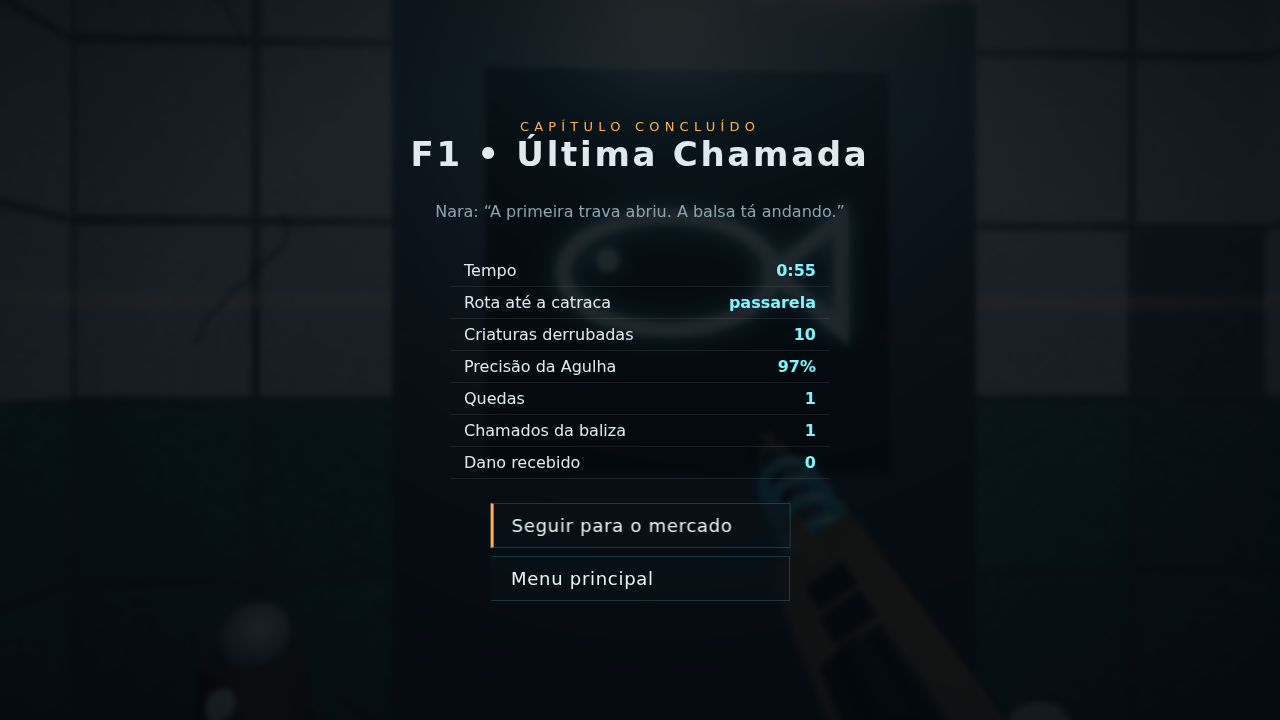 CAPÍTULO CONCLUÍDO
F1 • Última Chamada
Nara: “A primeira trava abriu. A balsa tá andando.”
Tempo 0:55
Rota até a catraca passarela
Criaturas derrubadas 10
Precisão da Agulha 97%
Quedas 1
Chamados da baliza 1
Dano recebido 0
Seguir para o mercado
Menu principal